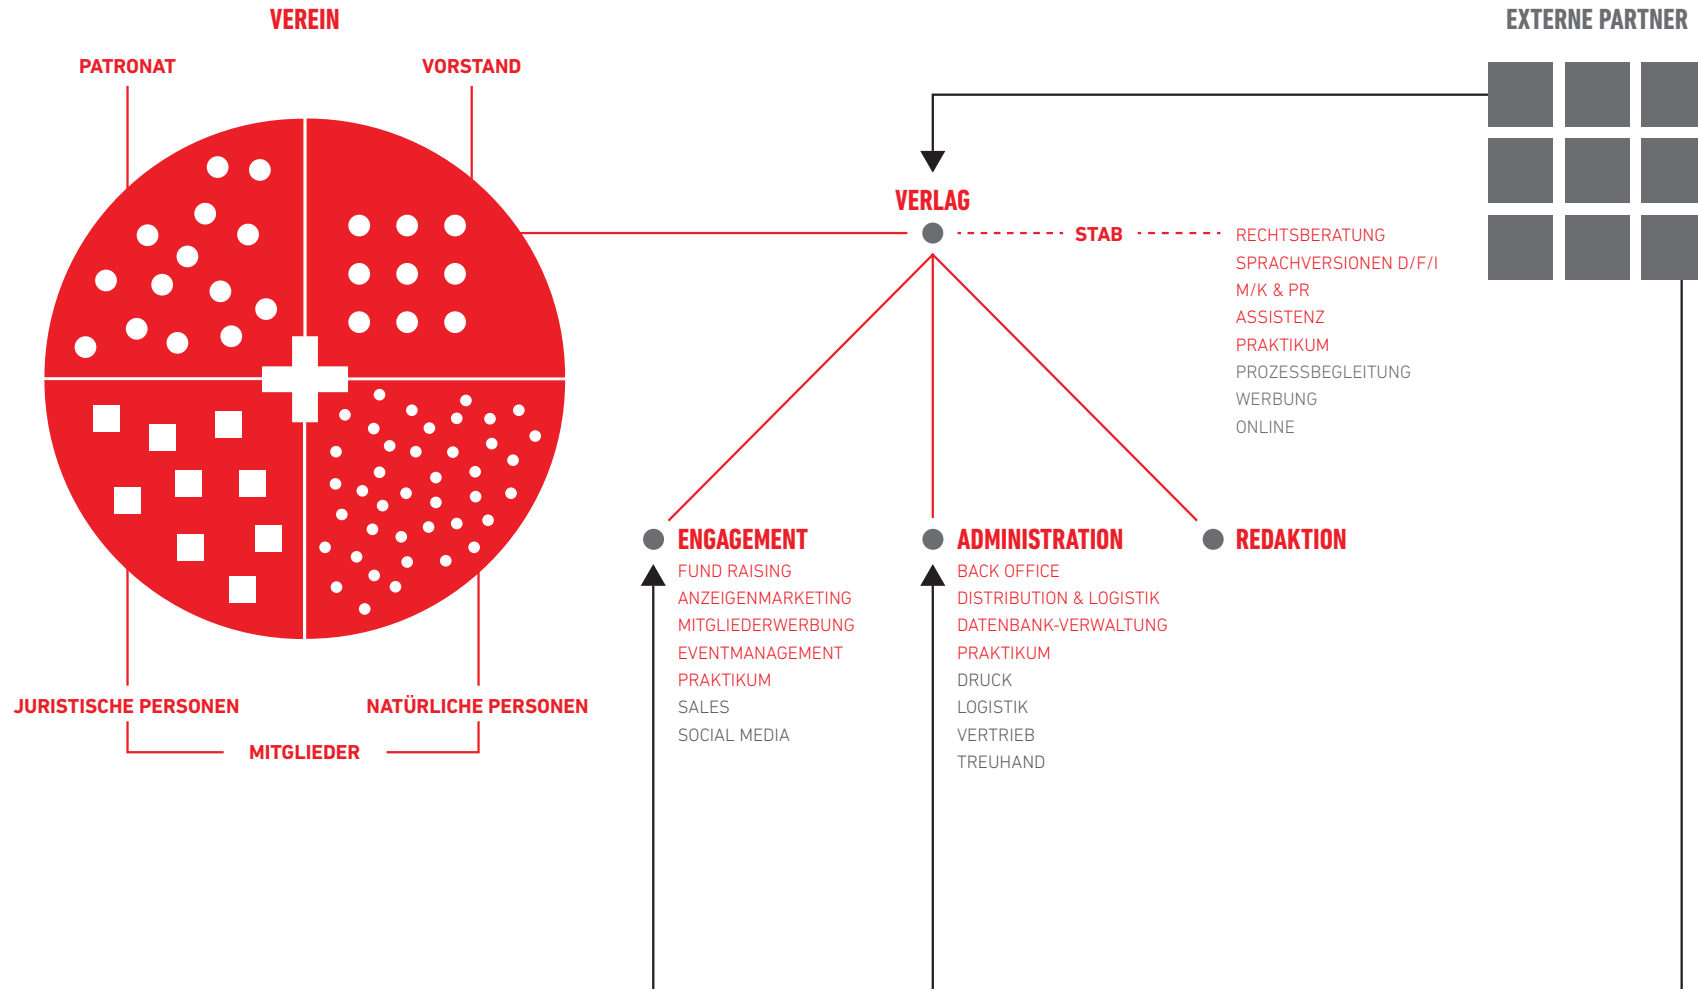 VEREIN
EXTERNE PARTNER
PATRONAT
VORSTAND
VERLAG
STAB
RECHTSBERATUNG
SPRACHVERSIONEN D/F/I
M/K & PR
ASSISTENZ
PRAKTIKUM
PROZESSBEGLEITUNG
WERBUNG
ONLINE
ENGAGEMENT
FUND RAISING
ANZEIGENMARKETING
MITGLIEDERWERBUNG
EVENTMANAGEMENT
PRAKTIKUM
SALES
SOCIAL MEDIA
ADMINISTRATION
BACK OFFICE
DISTRIBUTION & LOGISTIK
DATENBANK-VERWALTUNG
PRAKTIKUM
DRUCK
LOGISTIK
VERTRIEB
TREUHAND
REDAKTION
JURISTISCHE PERSONEN
NATÜRLICHE PERSONEN
MITGLIEDER